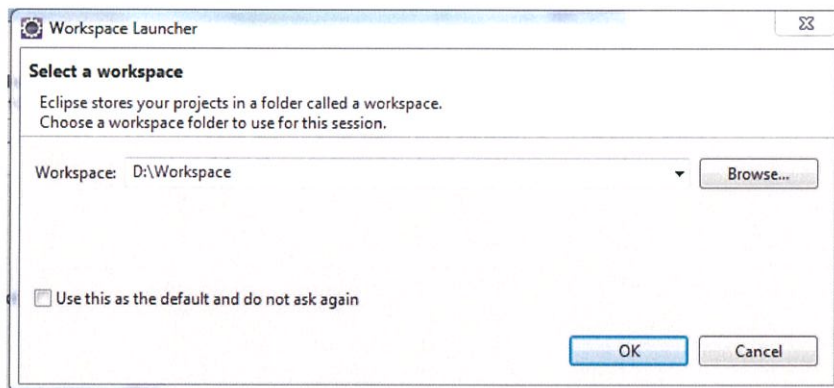 Workspace Launcher
Select a workspace
Eclipse stores your projects in a folder called a workspace.
Choose a workspace folder to use for this session.
Workspace: D:\Workspace
Browse...
Use this as the default and do not ask again
OK Cancel